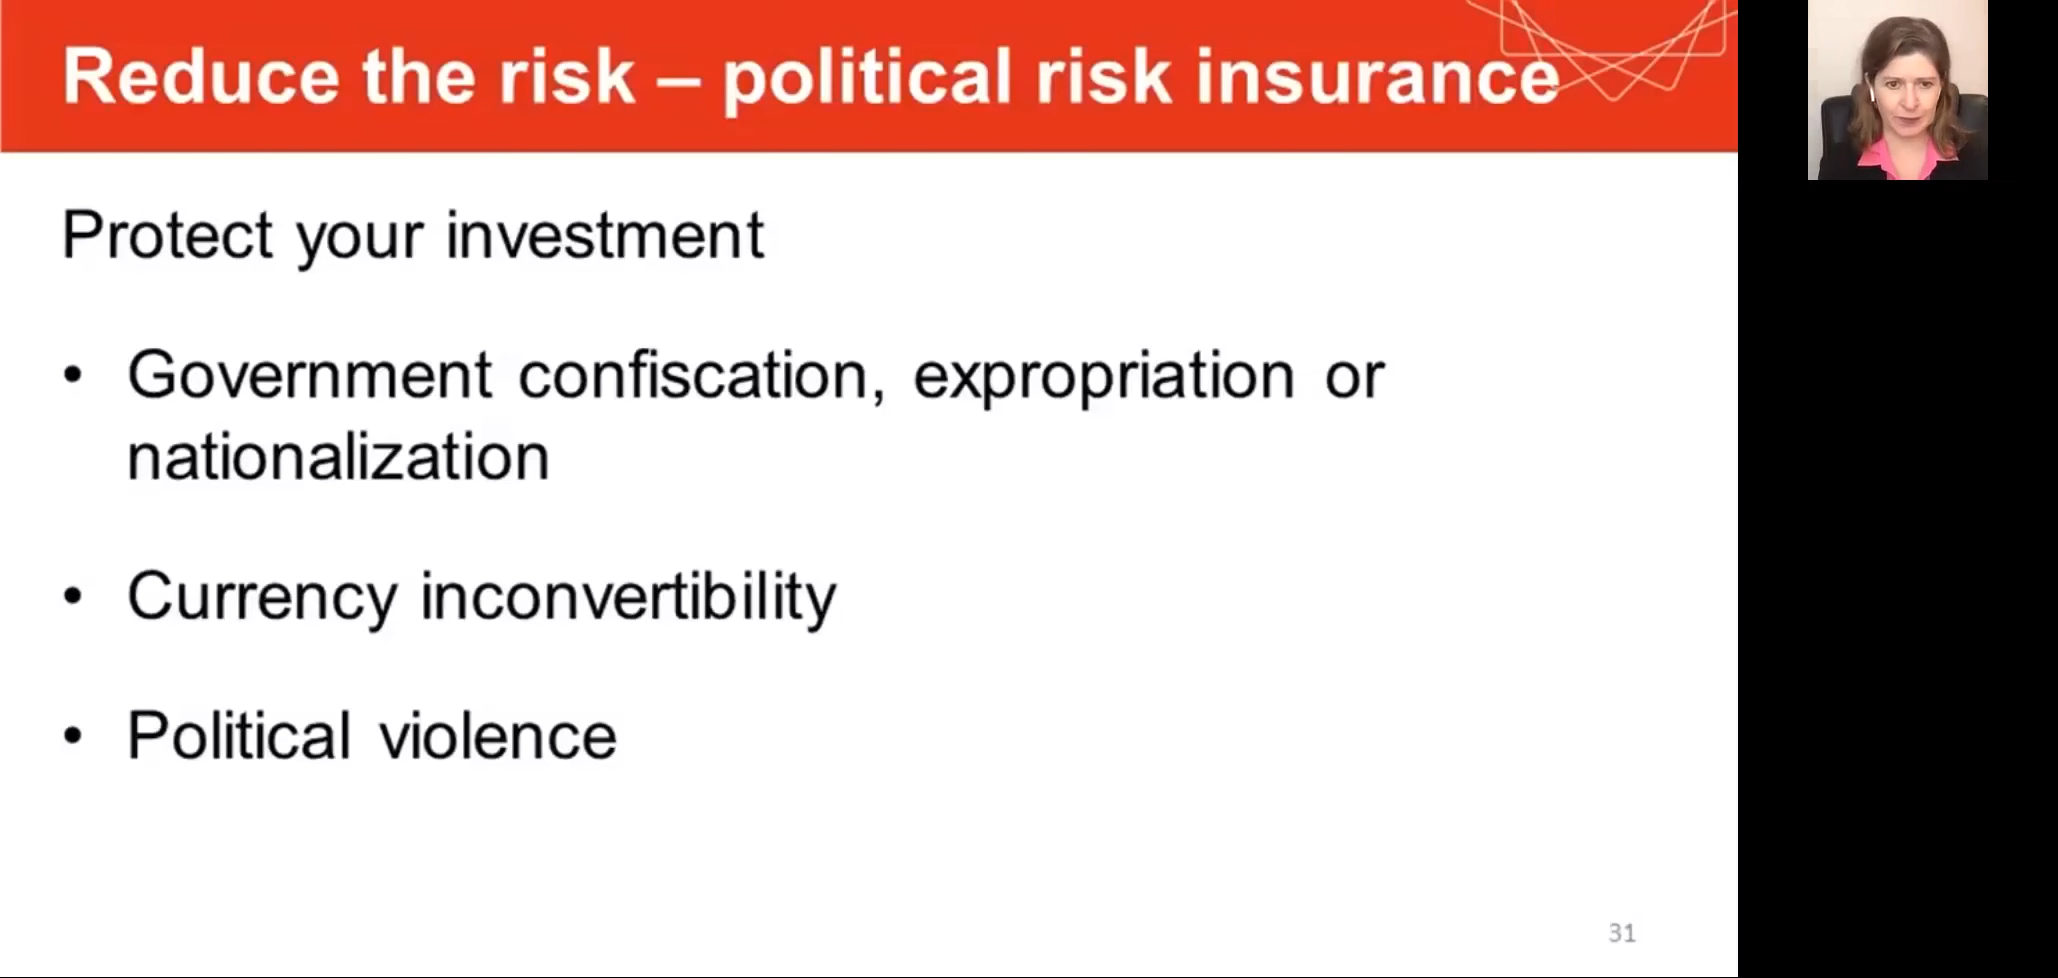 Reduce the risk – political risk insurance
Protect your investment
• Government confiscation, expropriation or
nationalization
• Currency inconvertibility
• Political violence
31